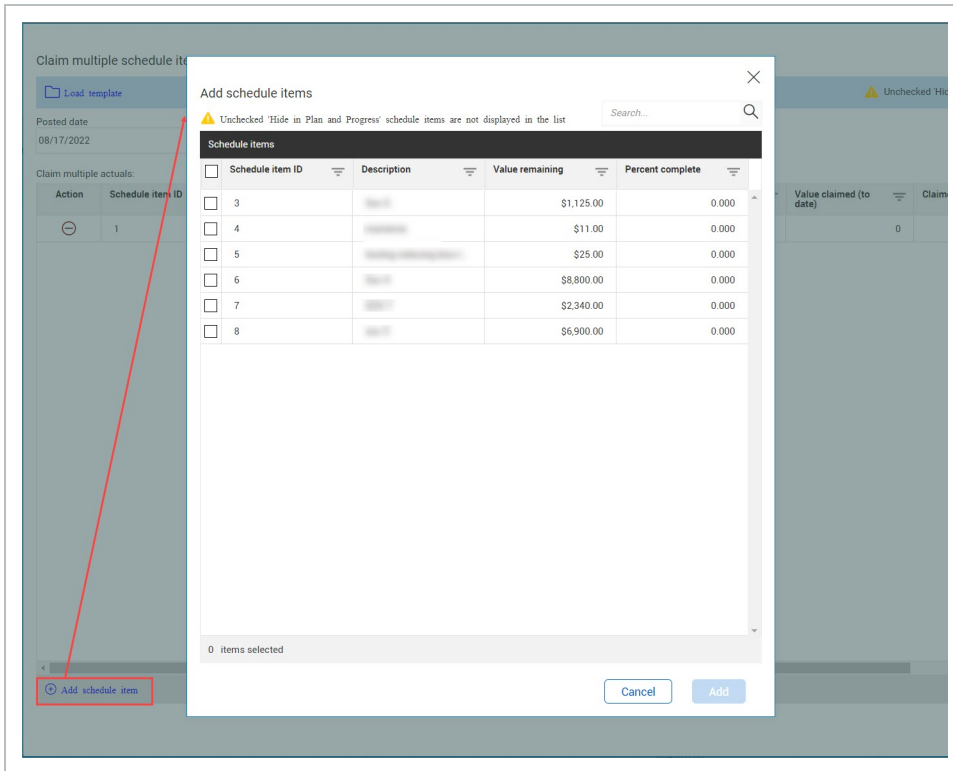 Claim multiple schedule ite
Load template
Unchecked 'Hid
Posted date
08/17/2022
Claim multiple actuals:
Action Schedule item ID Value claimed (to date) Claime
1 0
Add schedule item
Add schedule items
Unchecked 'Hide in Plan and Progress' schedule items are not displayed in the list
Search...
Schedule items
Schedule item ID Description Value remaining Percent complete
3 $1,125.00 0.000
4 $11.00 0.000
5 $25.00 0.000
6 $8,800.00 0.000
7 $2,340.00 0.000
8 $6,900.00 0.000
0 items selected
Cancel Add